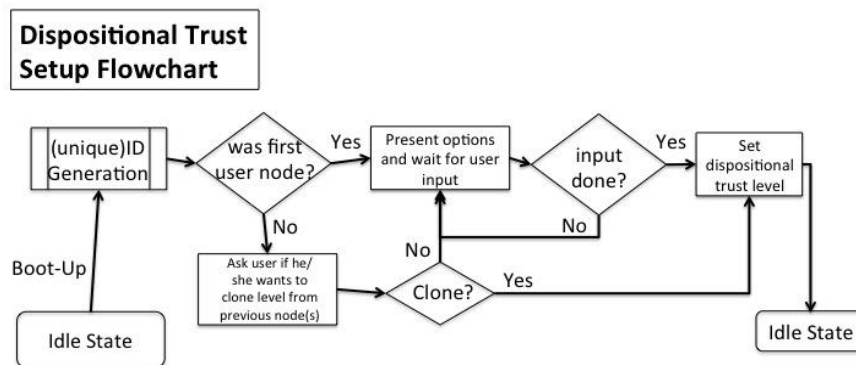 Dispositional Trust
Setup Flowchart
(unique)ID
Generation
was first
user node?
Yes
Present options
and wait for user
input
input
done?
Yes
Set
dispositional
trust level
No
No
Ask user if he/
she wants to
clone level from
previous node(s)
Clone?
No
Yes
Boot-Up
Idle State
Idle State